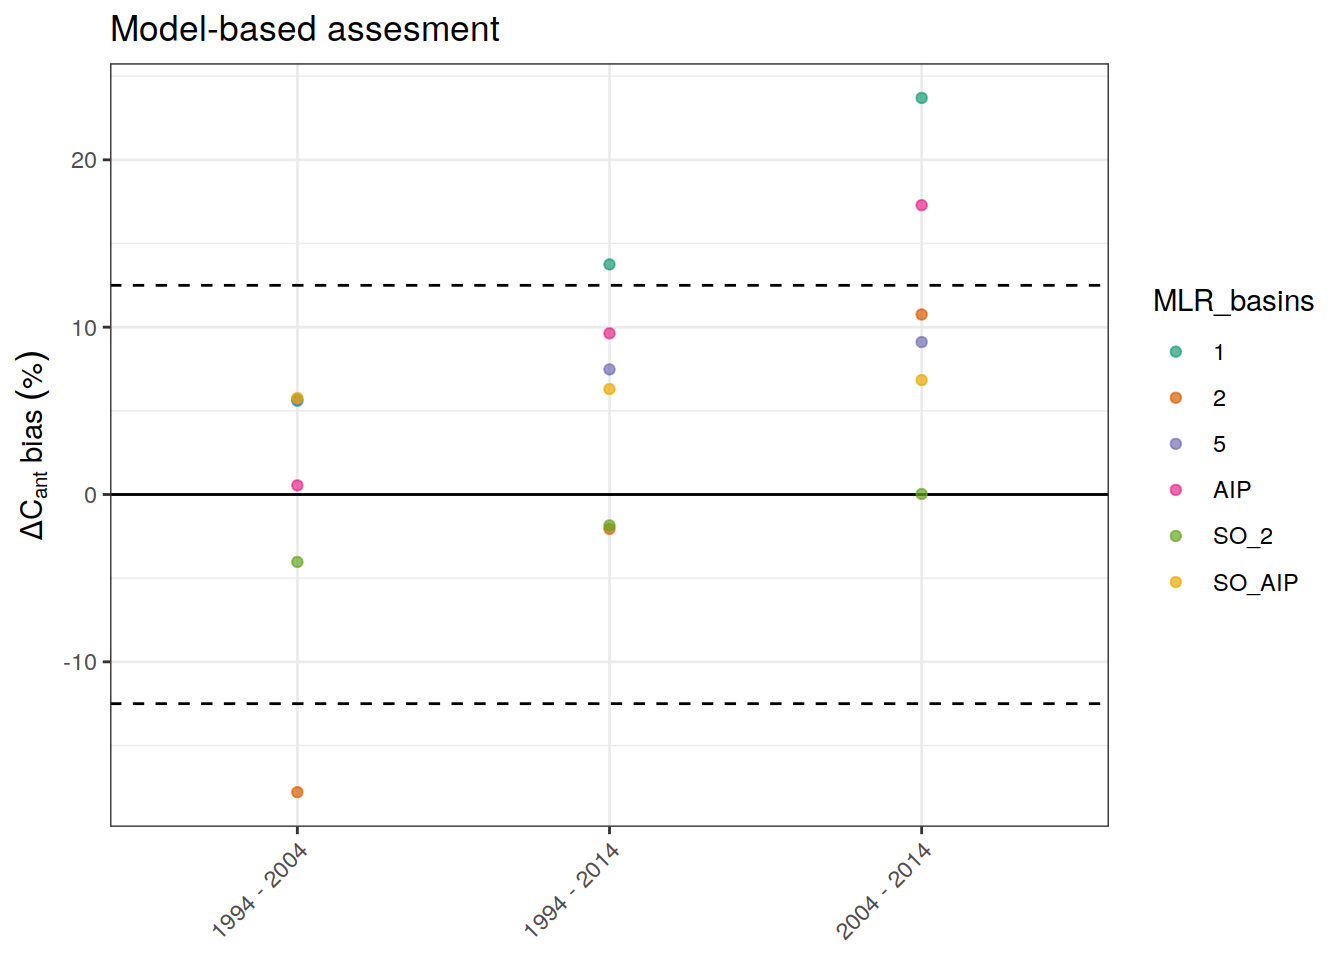 Model-based assesment
ΔCant bias (%)
20
10
0
-10
1994 - 2004
1994 - 2014
2004 - 2014
MLR_basins
1
2
5
AIP
SO_2
SO_AIP